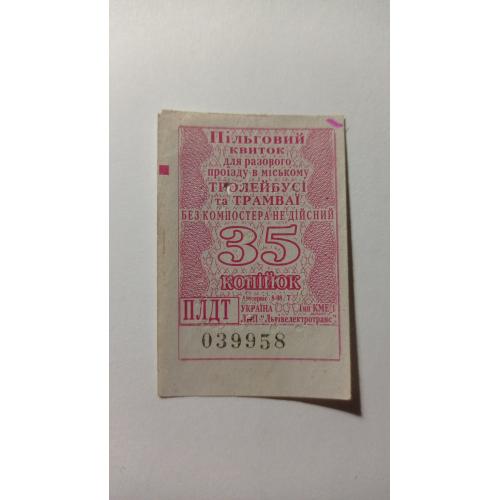 Пільговий
квиток
для разового
проїзду в міському
ТРОЛЕЙБУСІ
та ТРАМВАЇ
БЕЗ КОМПОСТЕРА НЕ ДІЙСНИЙ
35
копійок
ПЛДТ
УКРАЇНА
"Львівелектротранс"
039958